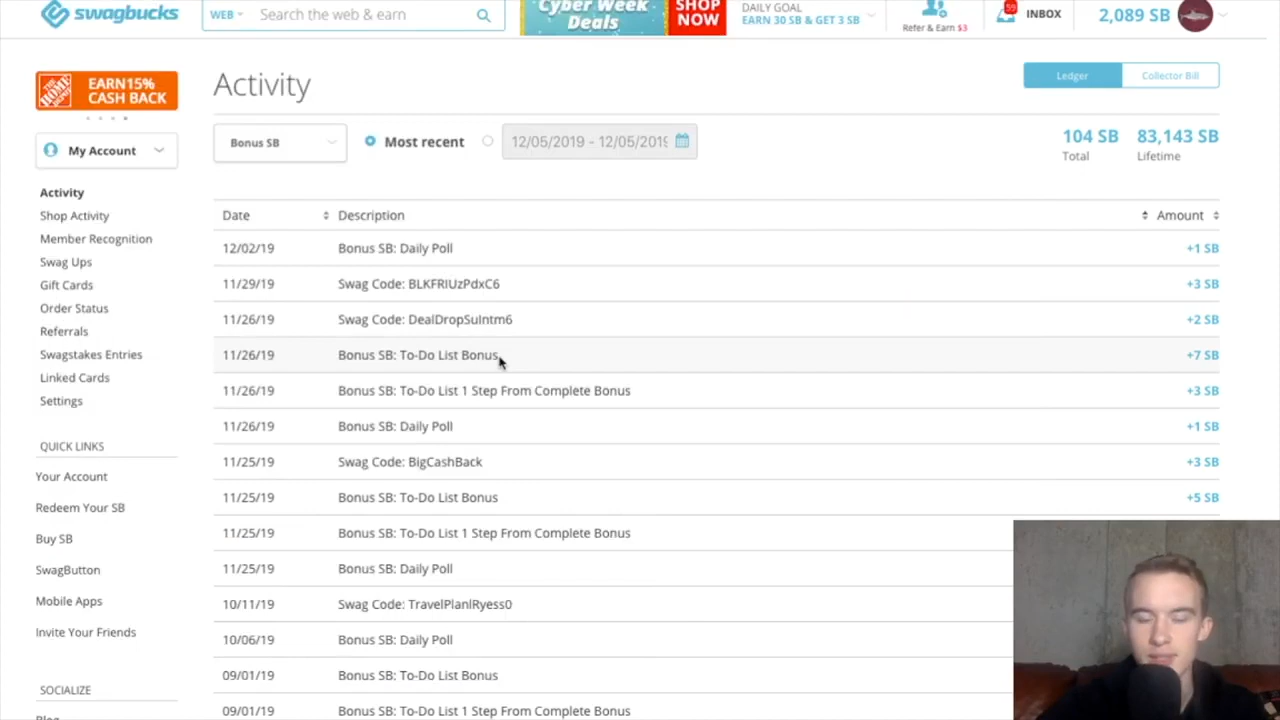 swagbucks
WEB
Search the web & earn
Cyber Week
Deals
SHOP
NOW
DAILY GOAL
EARN 30 SB & GET 3 SB
Refer & Earn $3
59
INBOX
2,089 SB
THE HOME DEPOT
EARN 15%
CASH BACK
Activity
Ledger
Collector Bill
My Account
Bonus SB
Most recent
12/05/2019 - 12/05/2019
104 SB
Total
83,143 SB
Lifetime
Activity
Shop Activity
Member Recognition
Swag Ups
Gift Cards
Order Status
Referrals
Swagstakes Entries
Linked Cards
Settings
QUICK LINKS
Your Account
Redeem Your SB
Buy SB
SwagButton
Mobile Apps
Invite Your Friends
SOCIALIZE
Blog
Date Description Amount
12/02/19 Bonus SB: Daily Poll +1 SB
11/29/19 Swag Code: BLKFRIUzPdxC6 +3 SB
11/26/19 Swag Code: DealDropSuIntm6 +2 SB
11/26/19 Bonus SB: To-Do List Bonus +7 SB
11/26/19 Bonus SB: To-Do List 1 Step From Complete Bonus +3 SB
11/26/19 Bonus SB: Daily Poll +1 SB
11/25/19 Swag Code: BigCashBack +3 SB
11/25/19 Bonus SB: To-Do List Bonus +5 SB
11/25/19 Bonus SB: To-Do List 1 Step From Complete Bonus
11/25/19 Bonus SB: Daily Poll
10/11/19 Swag Code: TravelPlanlRyess0
10/06/19 Bonus SB: Daily Poll
09/01/19 Bonus SB: To-Do List Bonus
09/01/19 Bonus SB: To-Do List 1 Step From Complete Bonus